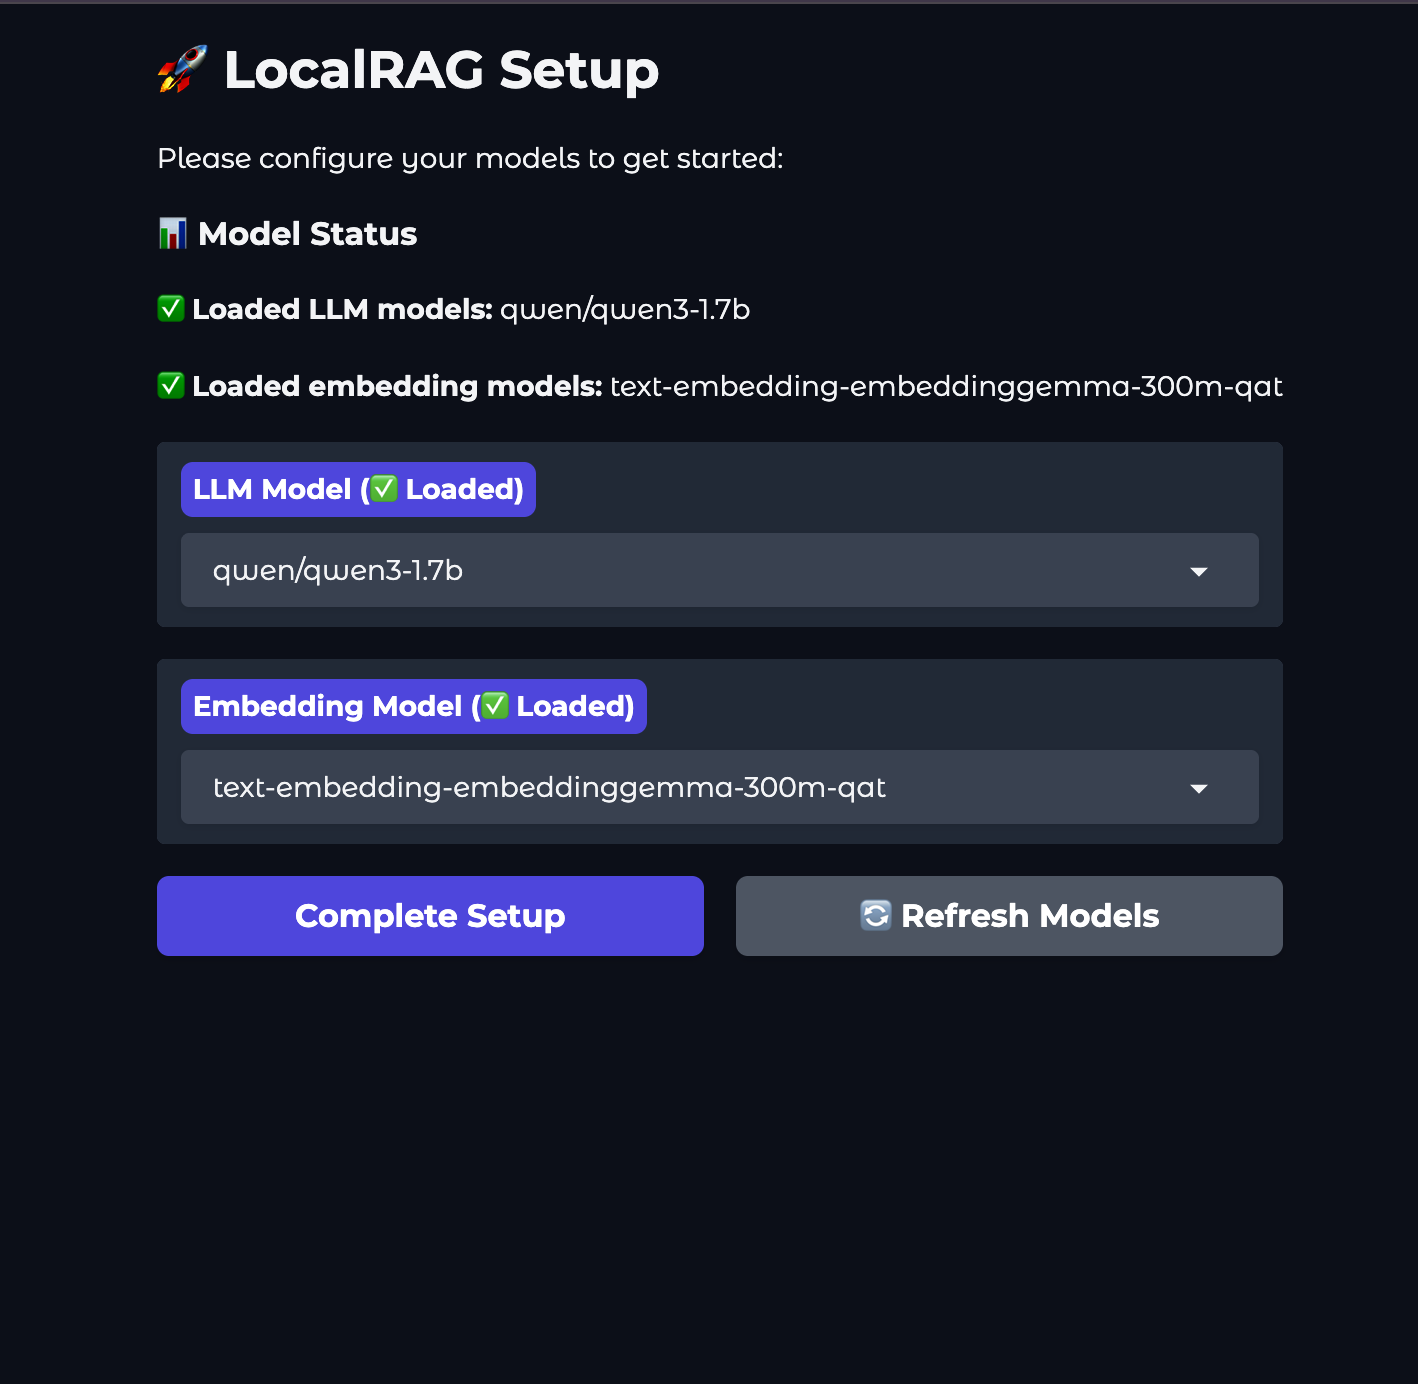 🚀 LocalRAG Setup
Please configure your models to get started:
📊 Model Status
✅ Loaded LLM models: qwen/qwen3-1.7b
✅ Loaded embedding models: text-embedding-embeddinggemma-300m-qat
LLM Model (✅ Loaded)
qwen/qwen3-1.7b
Embedding Model (✅ Loaded)
text-embedding-embeddinggemma-300m-qat
Complete Setup
🔄 Refresh Models